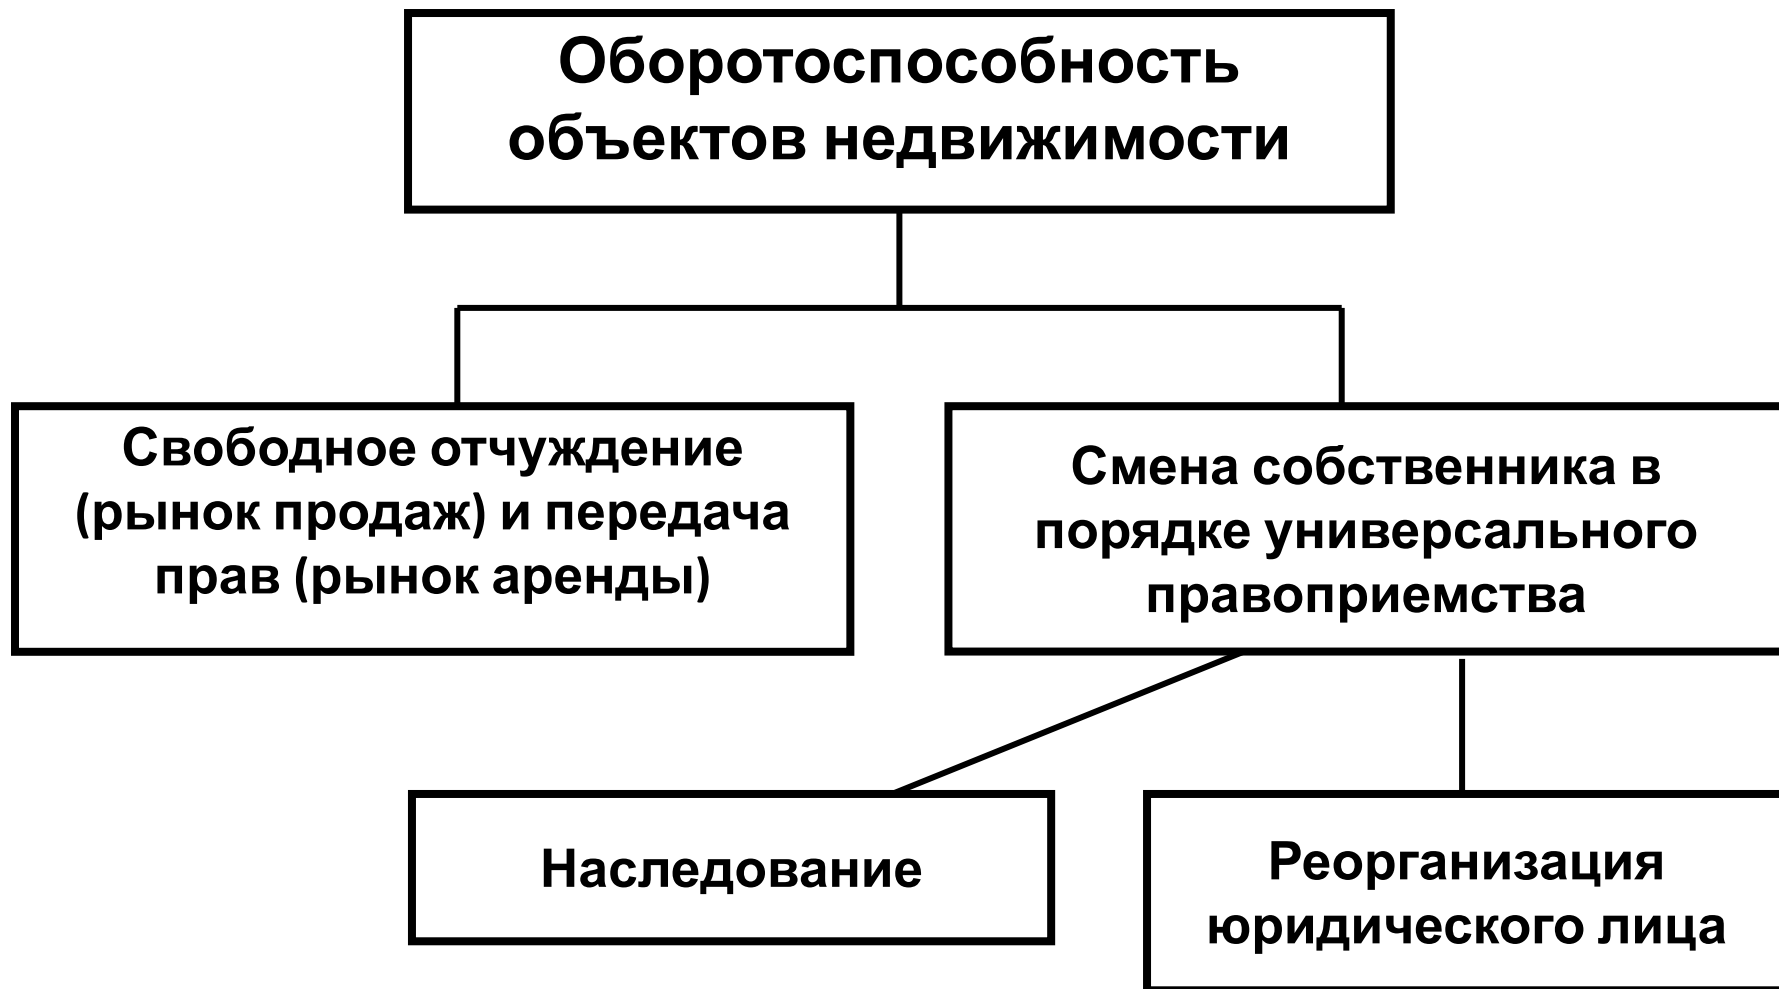 Оборотоспособность
объектов недвижимости
Свободное отчуждение
(рынок продаж) и передача
прав (рынок аренды)
Смена собственника в
порядке универсального
правоприемства
Наследование
Реорганизация
юридического лица